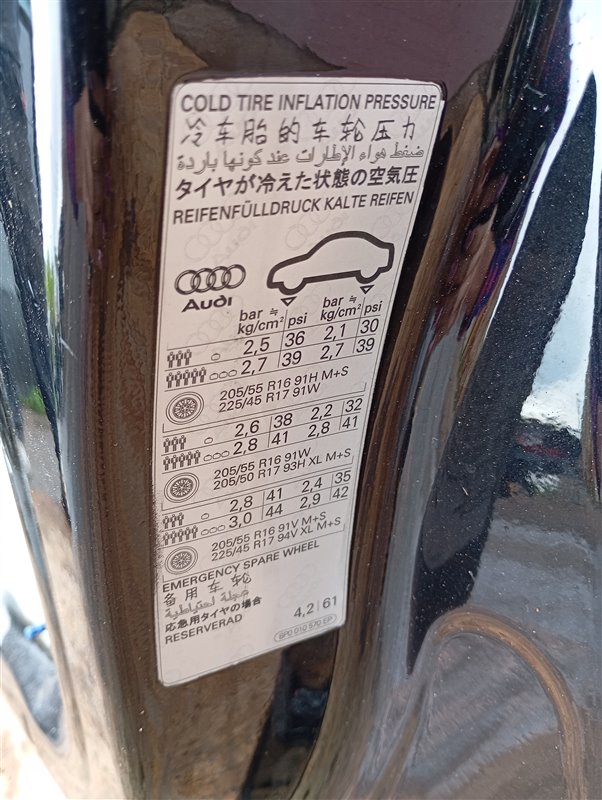 COLD TIRE INFLATION PRESSURE
冷车胎的车轮压力
ضغط هواء الإطارات عند كونها باردة
タイヤが冷えた状態の空気圧
REIFENFÜLLDRUCK KALTE REIFEN
Audi
bar ≒ kg/cm² psi bar ≒ kg/cm² psi
2,5 36 2,1 30
2,7 39 2,7 39
205/55 R16 91H M+S
225/45 R17 91W
2,6 38 2,2 32
2,8 41 2,8 41
205/55 R16 91W
205/50 R17 93H XL M+S
2,8 41 2,4 35
3,0 44 2,9 42
205/55 R16 91V M+S
225/45 R17 94V XL M+S
EMERGENCY SPARE WHEEL
备用车轮
عجلة احتياطية
応急用タイヤの場合
RESERVERAD
4,2 61
8P0 010 570 EP